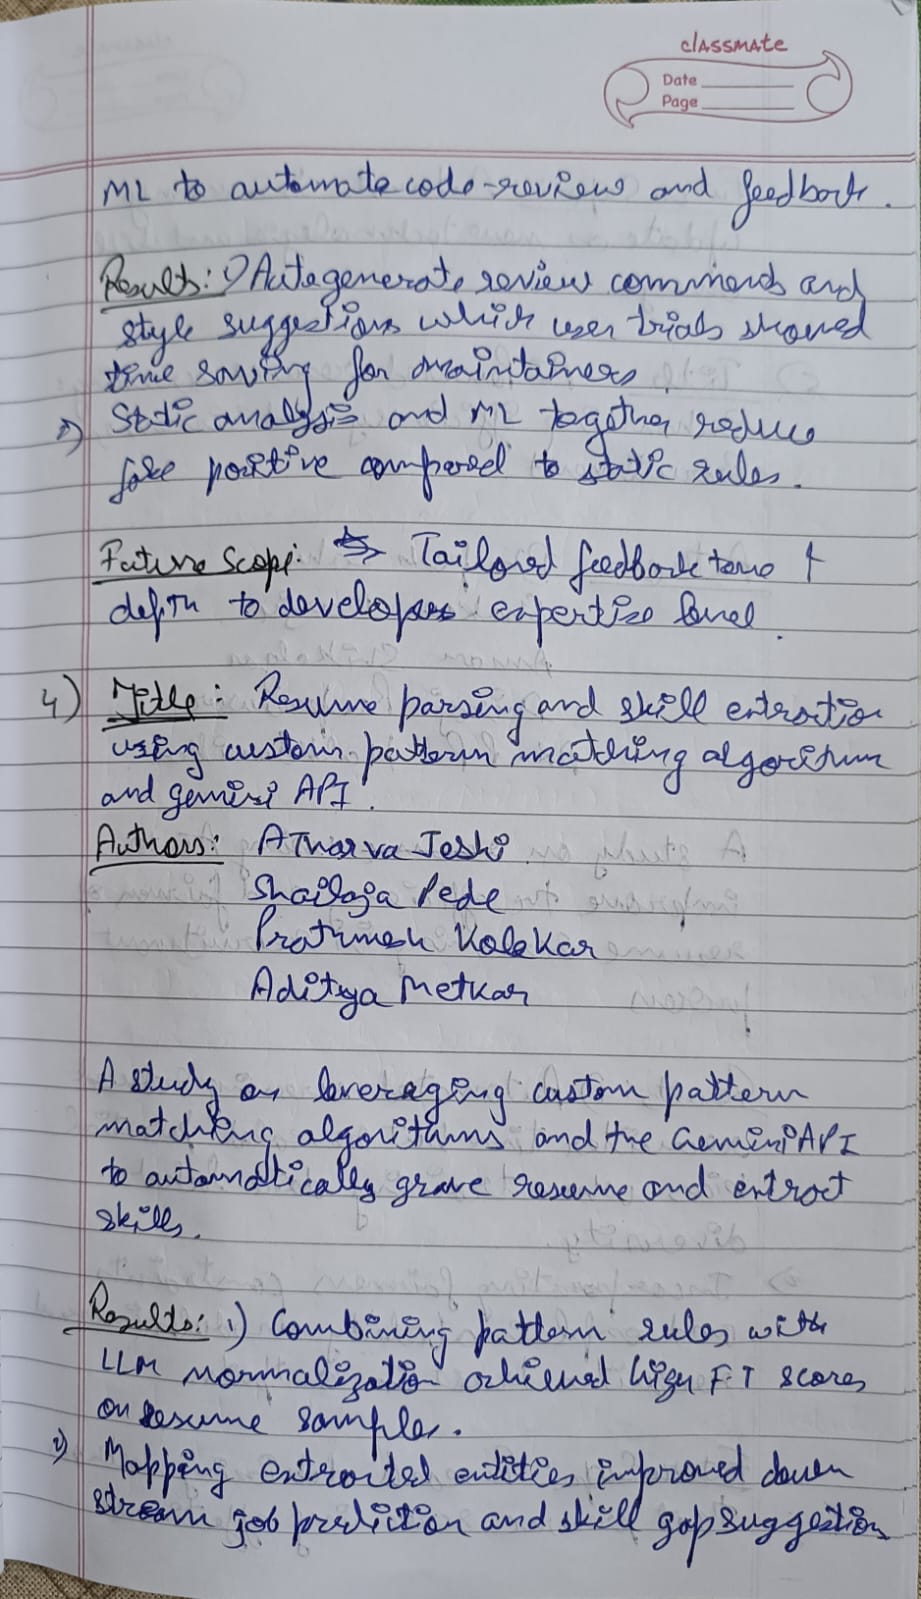 classmate
Date
Page
ML to automate code-review and feedback.
Results: 1) Autogenerate review commends and
style suggestions which user trials showed
time saving for maintainers
2) Static analysis and ML together reduce
false positive compared to static rules.
Future Scope: Tailored feedback tone +
depth to developers expertise level.
4) Title: Resume parsing and skill extraction
using custom pattern matching algorithm
and gemini API.
Authors: Atharva Joshi
Shailaja Pede
Prathmesh Kolekar
Aditya Metkar
A study on leveraging custom pattern
matching algorithms and the Gemini API
to automatically resume and extract
skills.
Results: 1) Combining pattern rules with
LLM normalization achieved high F-1 scores
on resume samples.
2) Mapping extracted entities improved down
stream job prediction and skill gap suggestion